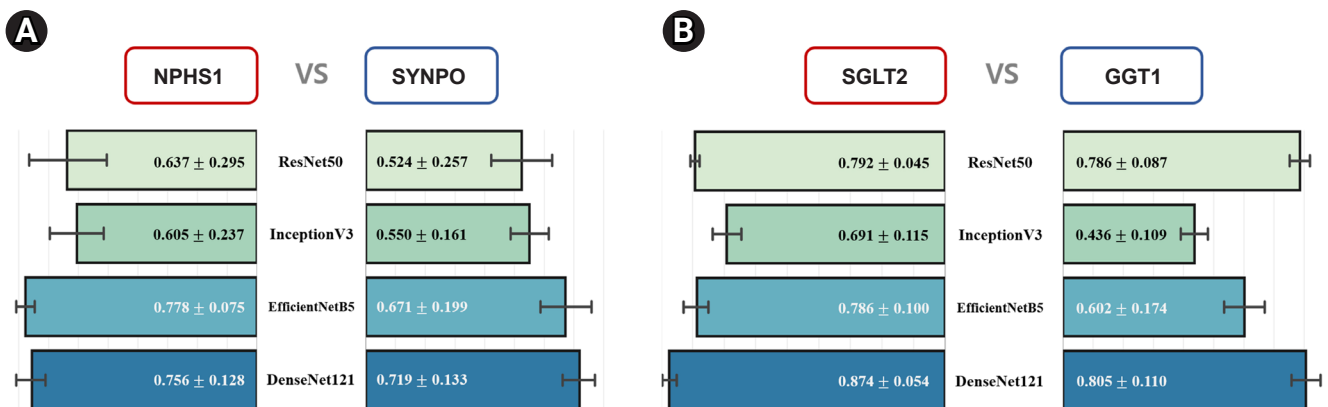 A
NPHS1 VS SYNPO
0.637 ± 0.295 ResNet50 0.524 ± 0.257
0.605 ± 0.237 InceptionV3 0.550 ± 0.161
0.778 ± 0.075 EfficientNetB5 0.671 ± 0.199
0.756 ± 0.128 DenseNet121 0.719 ± 0.133
B
SGLT2 VS GGT1
0.792 ± 0.045 ResNet50 0.786 ± 0.087
0.691 ± 0.115 InceptionV3 0.436 ± 0.109
0.786 ± 0.100 EfficientNetB5 0.602 ± 0.174
0.874 ± 0.054 DenseNet121 0.805 ± 0.110